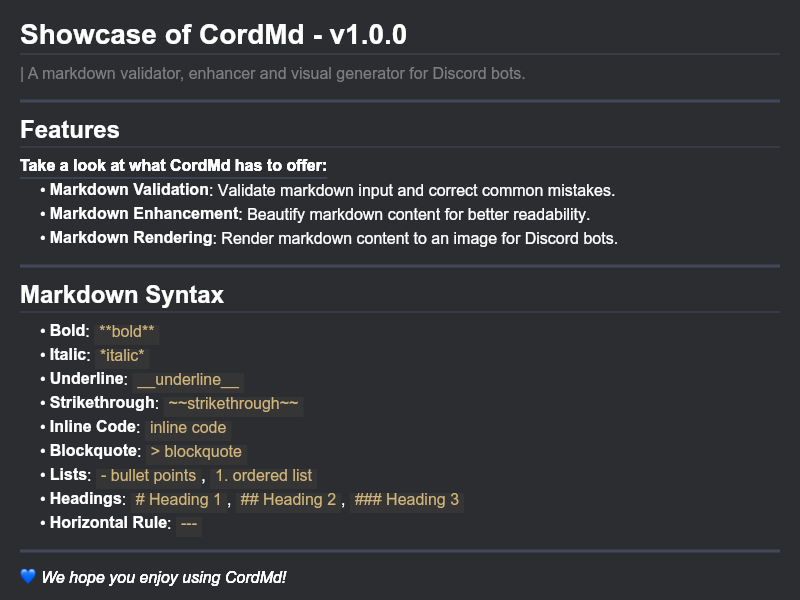 Showcase of CordMd - v1.0.0
| A markdown validator, enhancer and visual generator for Discord bots.
Features
Take a look at what CordMd has to offer:
• Markdown Validation: Validate markdown input and correct common mistakes.
• Markdown Enhancement: Beautify markdown content for better readability.
• Markdown Rendering: Render markdown content to an image for Discord bots.
Markdown Syntax
• Bold: **bold**
• Italic: *italic*
• Underline: __underline__
• Strikethrough: ~~strikethrough~~
• Inline Code: inline code
• Blockquote: > blockquote
• Lists: - bullet points , 1. ordered list
• Headings: # Heading 1 , ## Heading 2 , ### Heading 3
• Horizontal Rule: ---
💙 We hope you enjoy using CordMd!